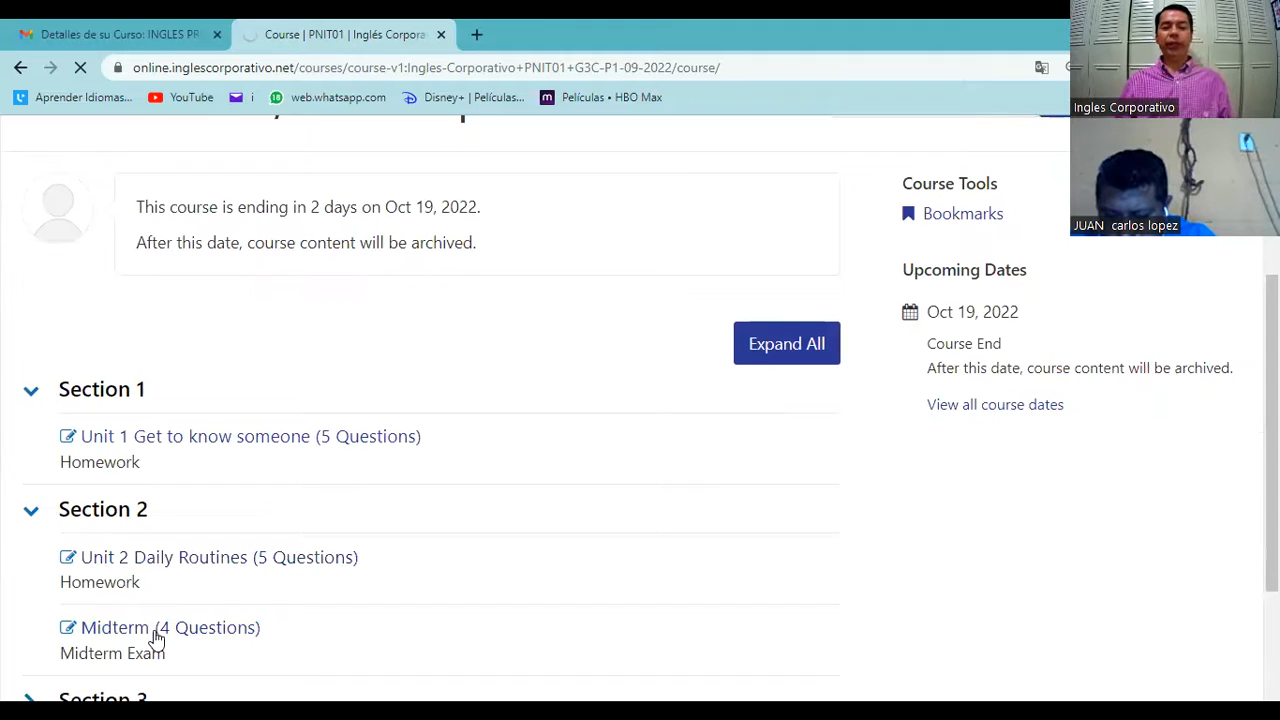 Detalles de su Curso: INGLES PR
Course | PNIT01 | Ingles Corpora
online.inglescorporativo.net/courses/course-v1:Ingles-Corporativo+PNIT01+G3C-P1-09-2022/course/
Aprender Idiomas...
YouTube
i
18
web.whatsapp.com
Disney+ | Películas...
Películas • HBO Max
Ingles Corporativo
JUAN carlos lopez
This course is ending in 2 days on Oct 19, 2022.
After this date, course content will be archived.
Expand All
Section 1
Unit 1 Get to know someone (5 Questions)
Homework
Section 2
Unit 2 Daily Routines (5 Questions)
Homework
Midterm (4 Questions)
Midterm Exam
Section 3
Course Tools
Bookmarks
Upcoming Dates
Oct 19, 2022
Course End
After this date, course content will be archived.
View all course dates